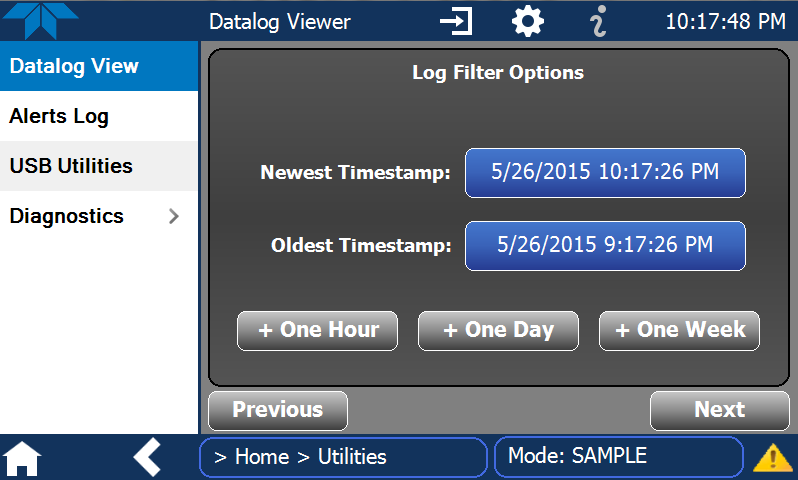 Datalog Viewer
10:17:48 PM
Datalog View
Alerts Log
USB Utilities
Diagnostics
Log Filter Options
Newest Timestamp: 5/26/2015 10:17:26 PM
Oldest Timestamp: 5/26/2015 9:17:26 PM
+ One Hour + One Day + One Week
Previous Next
> Home > Utilities Mode: SAMPLE